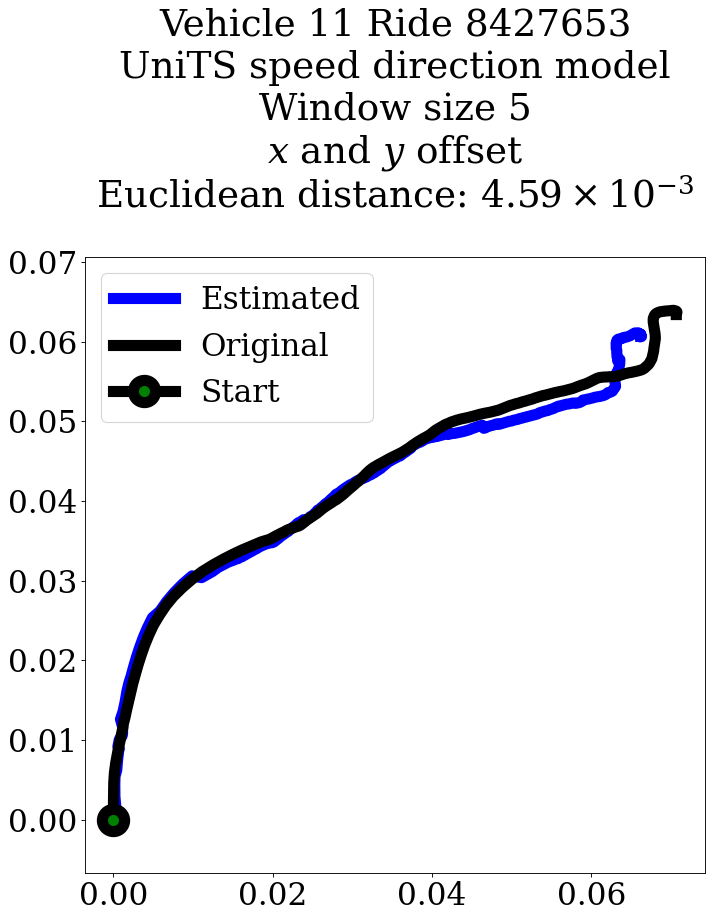 Vehicle 11 Ride 8427653
UniTS speed direction model
Window size 5
x and y offset
Euclidean distance: 4.59 × 10⁻³
0.07
0.06
0.05
0.04
0.03
0.02
0.01
0.00
Estimated
Original
Start
0.00 0.02 0.04 0.06